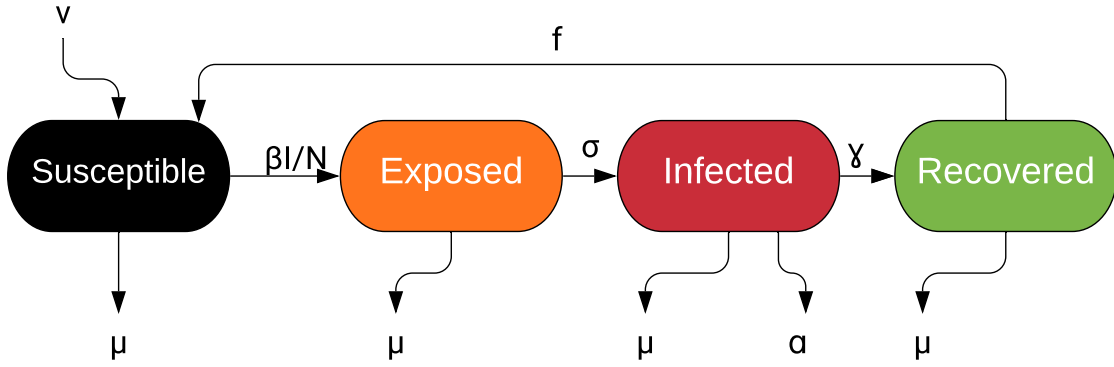 v
f
Susceptible
βI/N
Exposed
σ
Infected
ɣ
Recovered
μ
μ
μ
α
μ